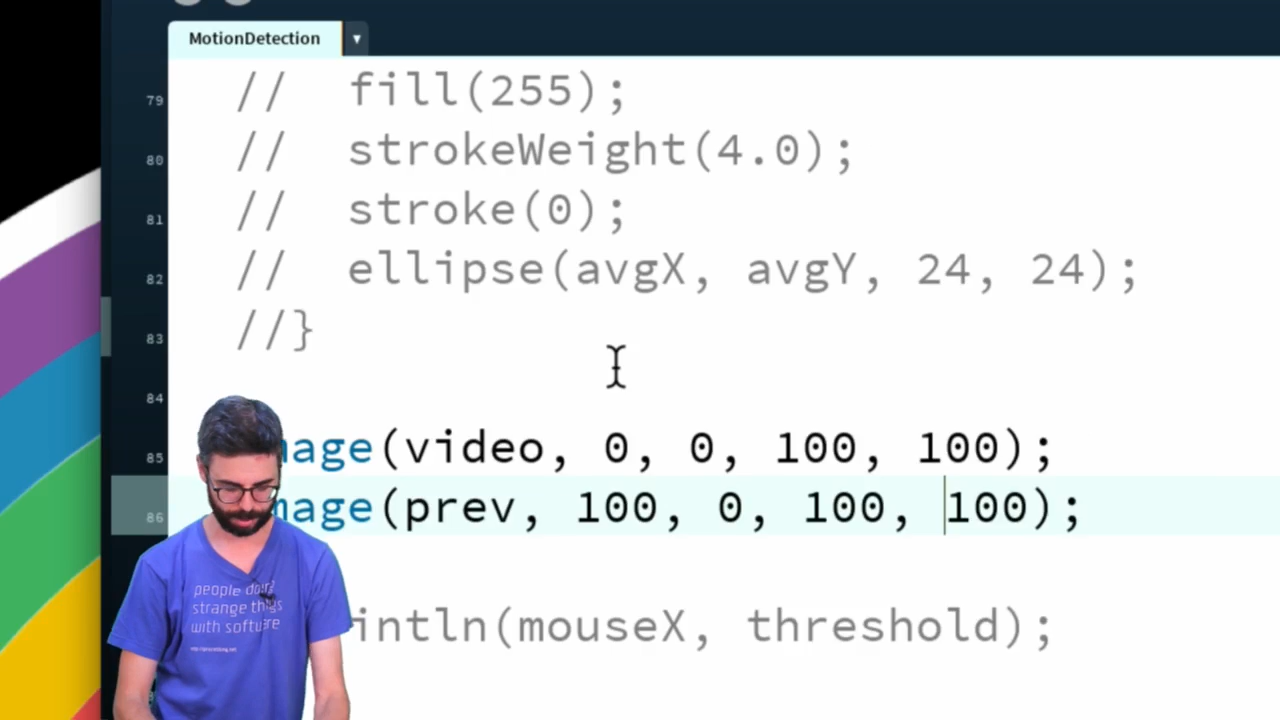 MotionDetection
79 // fill(255);
80 // strokeWeight(4.0);
81 // stroke(0);
82 // ellipse(avgX, avgY, 24, 24);
83 //}
84
85 mage(video, 0, 0, 100, 100);
86 mage(prev, 100, 0, 100, 100);
intln(mouseX, threshold);
people doing
strange things
with software